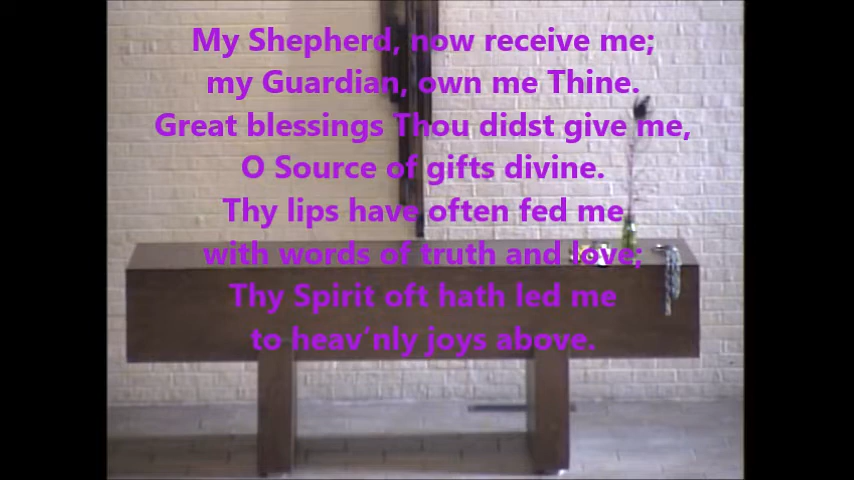 My Shepherd, now receive me;
my Guardian, own me Thine.
Great blessings Thou didst give me,
O Source of gifts divine.
Thy lips have often fed me
with words of truth and love;
Thy Spirit oft hath led me
to heav’nly joys above.